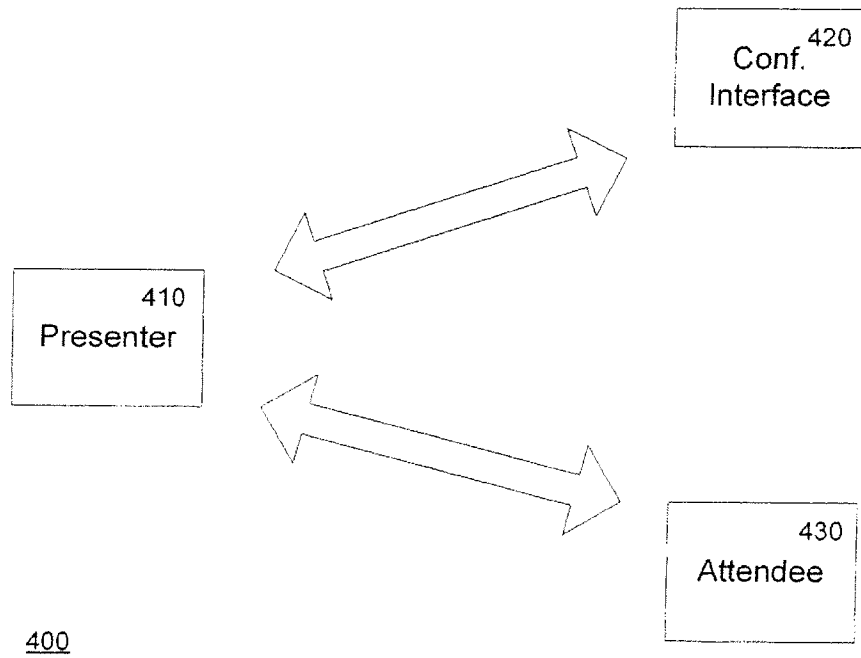 420
Conf.
Interface
410
Presenter
430
Attendee
400